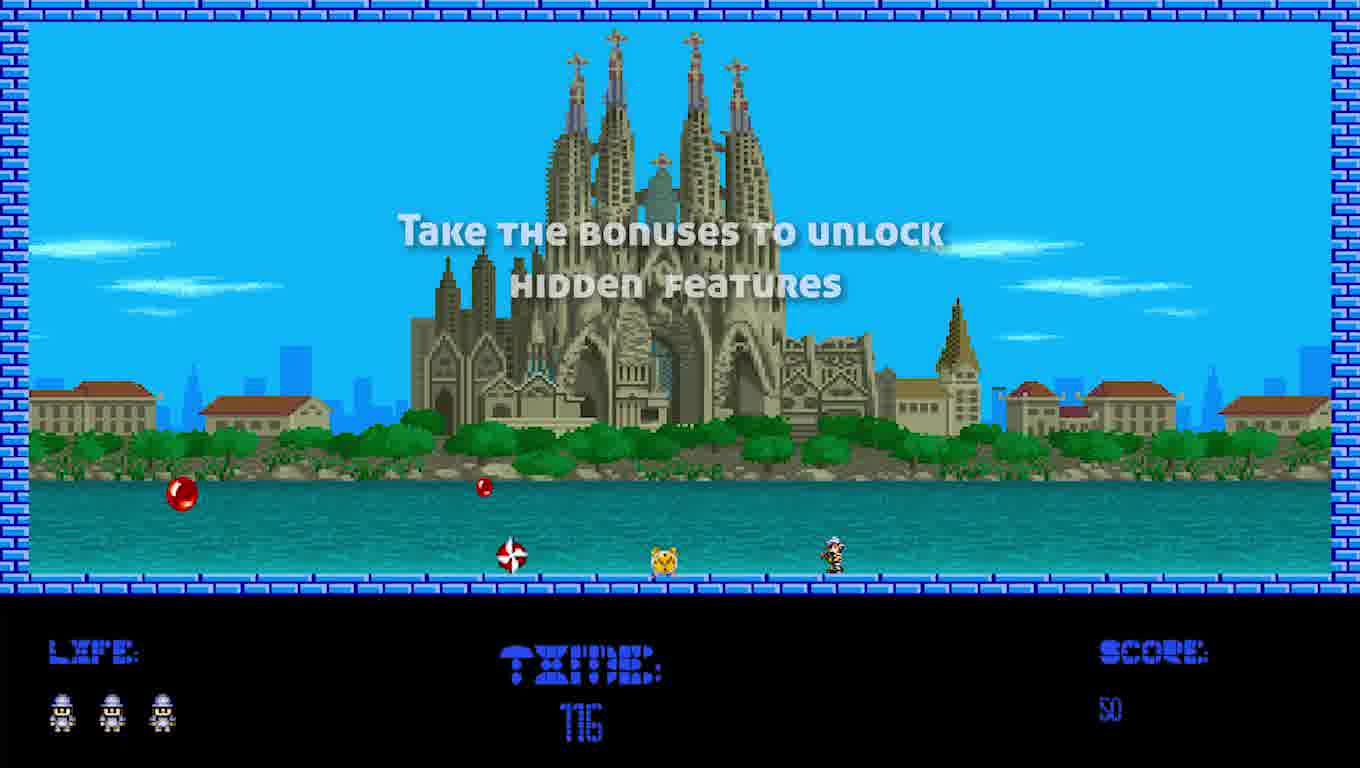 Take the bonuses to unlock
hidden features
LIFE:
TIME:
SCORE:
116
50